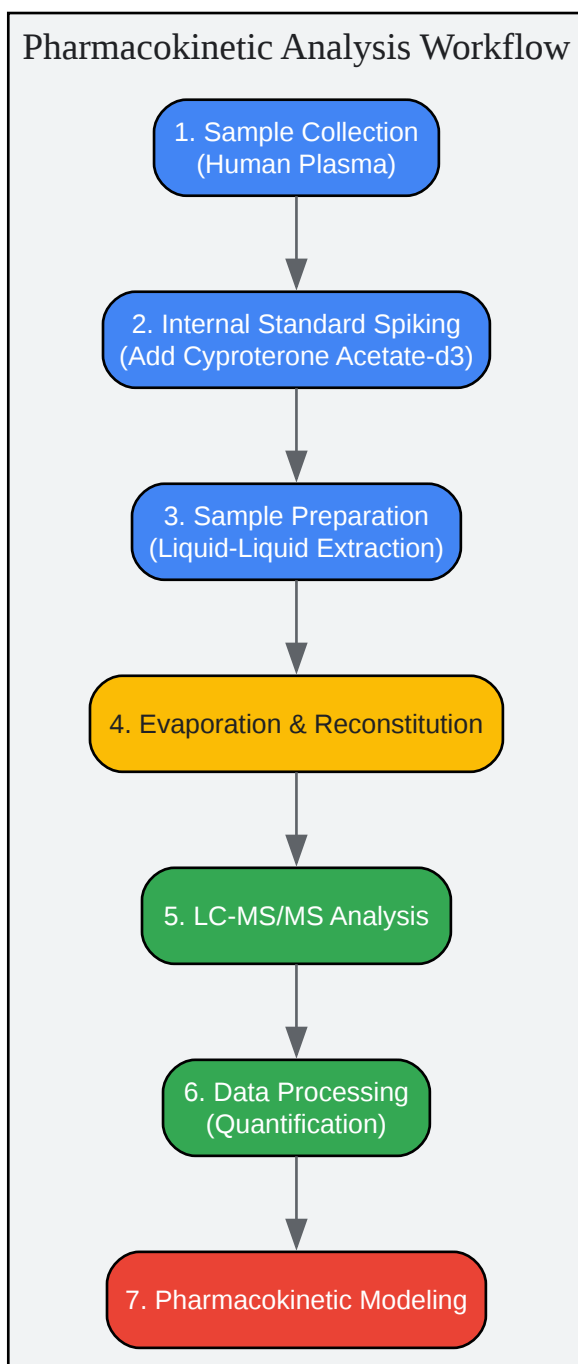 Pharmacokinetic Analysis Workflow
1. Sample Collection
(Human Plasma)
2. Internal Standard Spiking
(Add Cyproterone Acetate-d3)
3. Sample Preparation
(Liquid-Liquid Extraction)
4. Evaporation & Reconstitution
5. LC-MS/MS Analysis
6. Data Processing
(Quantification)
7. Pharmacokinetic Modeling